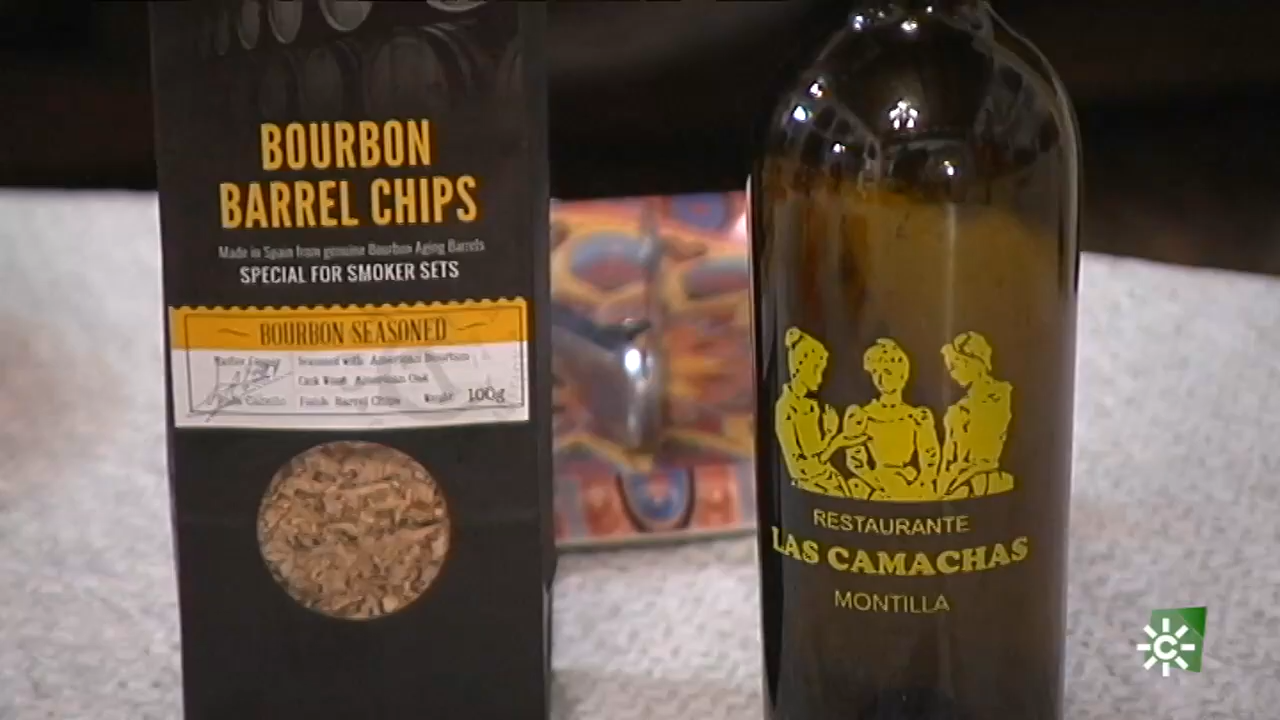 BOURBON
BARREL CHIPS
Made in Spain from genuine Bourbon Aging Barrels
SPECIAL FOR SMOKER SETS
BOURBON SEASONED
Seasoned with American Bourbon
Cask Wood American Oak
Finish Barrel Chips Weight 100g
RESTAURANTE
LAS CAMACHAS
MONTILLA